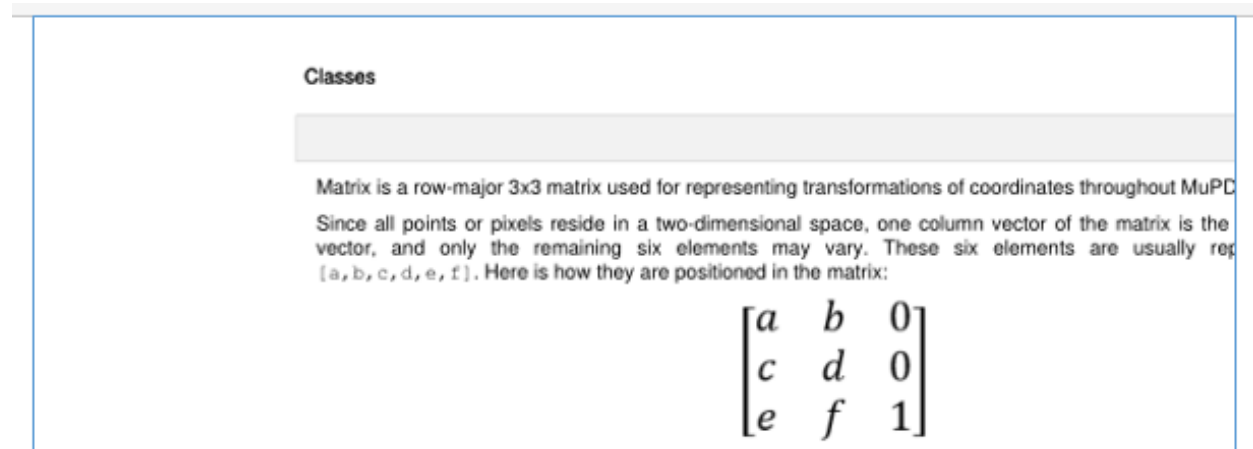 Classes
Matrix is a row-major 3x3 matrix used for representing transformations of coordinates throughout MuPD
Since all points or pixels reside in a two-dimensional space, one column vector of the matrix is the
vector, and only the remaining six elements may vary. These six elements are usually rep
[a,b,c,d,e,f]. Here is how they are positioned in the matrix:
a b 0
c d 0
e f 1